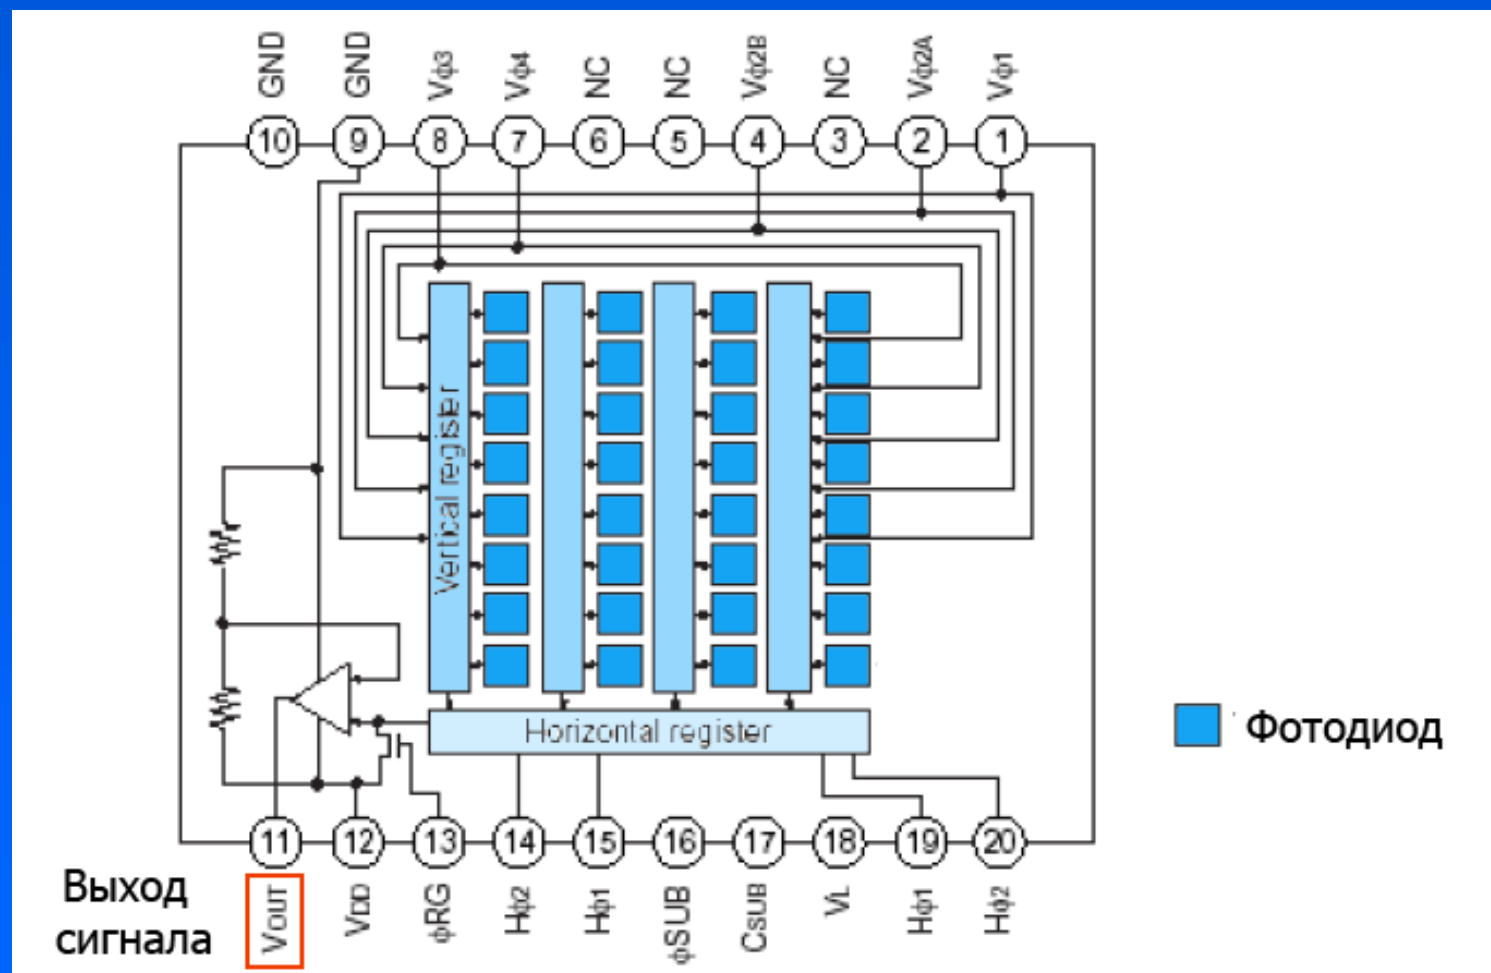 GND
GND
Vϕ3
Vϕ4
NC
NC
Vϕ2B
NC
Vϕ2A
Vϕ1
10
9
8
7
6
5
4
3
2
1
Vertical register
Horizontal register
Фотодиод
11
12
13
14
15
16
17
18
19
20
Выход
сигнала
VOUT
VDD
ϕRG
Hϕ2
Hϕ1
ϕSUB
CSUB
VL
Hϕ1
Hϕ2